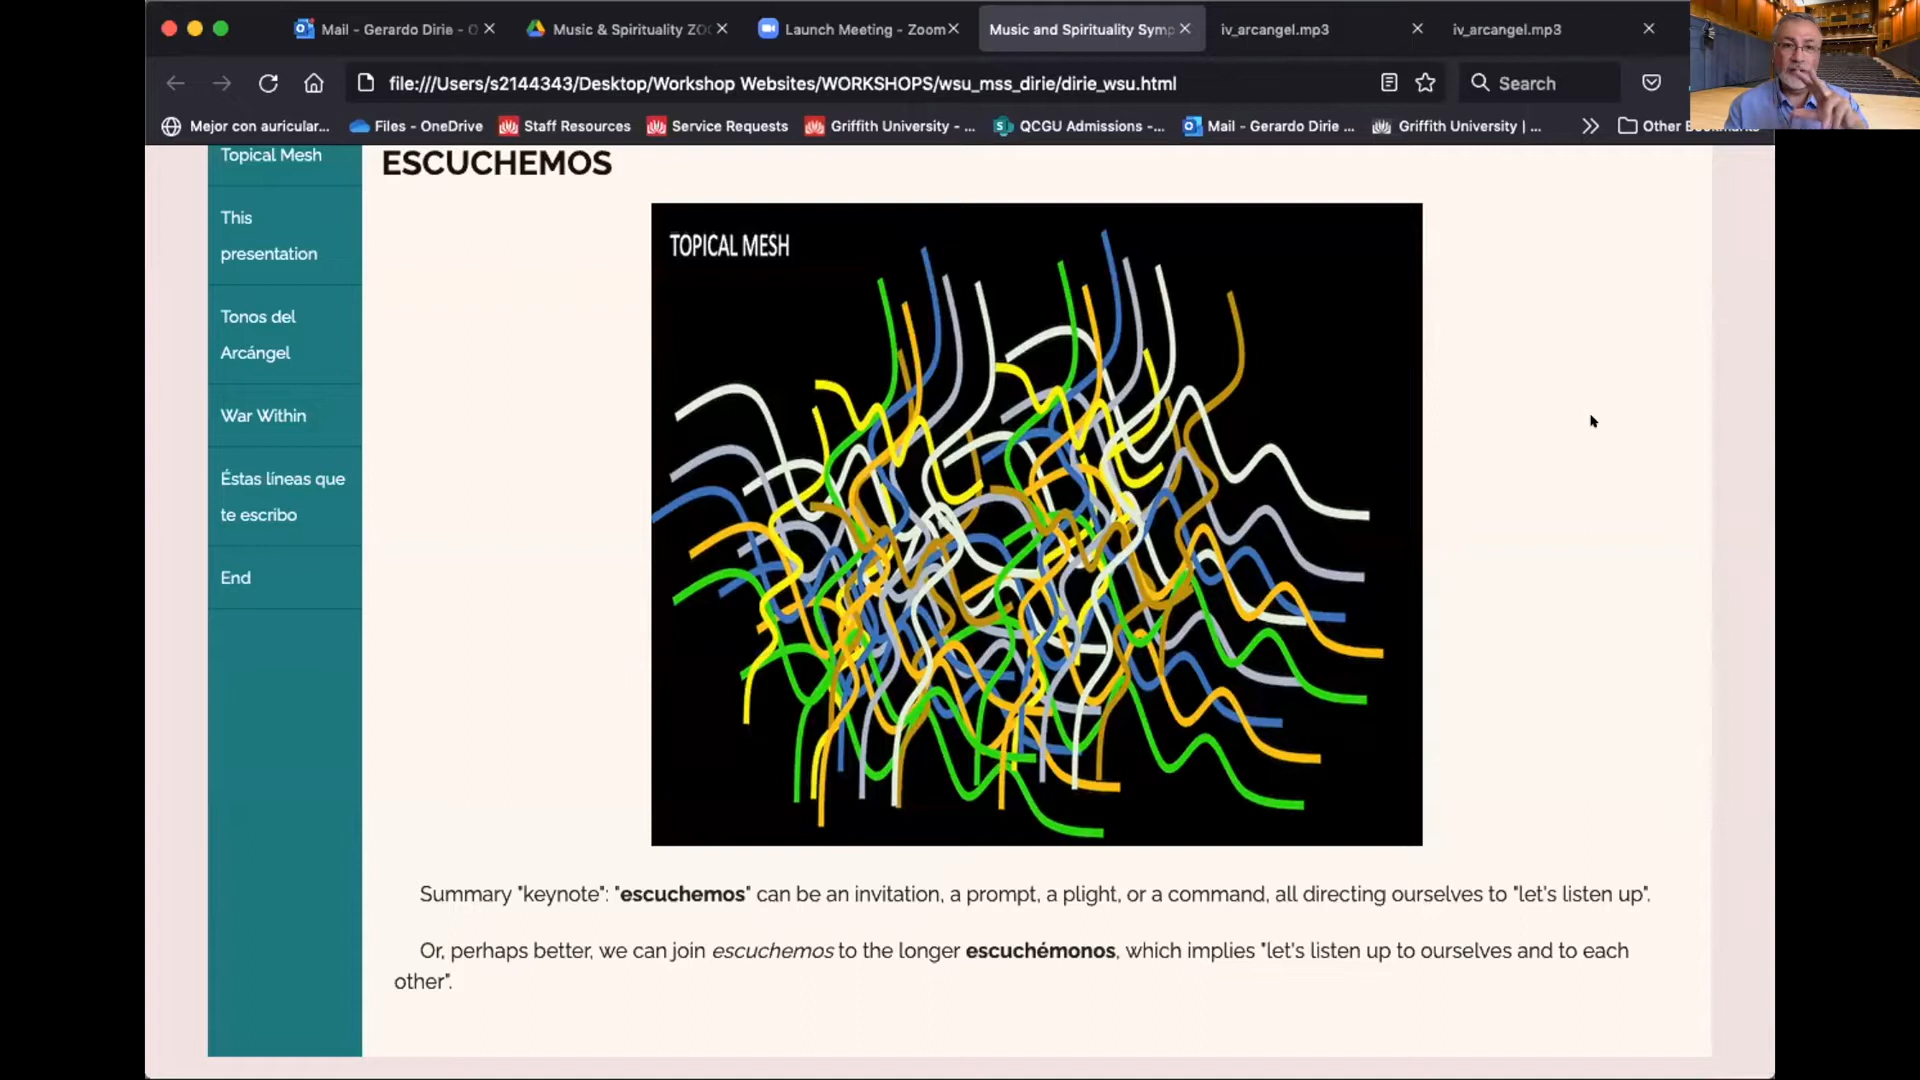 Mail - Gerardo Dirie - O
Music & Spirituality ZO
Launch Meeting - Zoom
Music and Spirituality Symp
iv_arcangel.mp3
iv_arcangel.mp3
file:///Users/s2144343/Desktop/Workshop Websites/WORKSHOPS/wsu_mss_dirie/dirie_wsu.html
Search
Mejor con auricular...
Files - OneDrive
Staff Resources
Service Requests
Griffith University - ...
QCGU Admissions -...
Mail - Gerardo Dirie ...
Griffith University | ...
Other Bookmarks
Topical Mesh
This
presentation
Tonos del
Arcángel
War Within
Éstas líneas que
te escribo
End
ESCUCHEMOS
TOPICAL MESH
Summary "keynote": "escuchemos" can be an invitation, a prompt, a plight, or a command, all directing ourselves to "let's listen up".
Or, perhaps better, we can join escuchemos to the longer escuchémonos, which implies "let's listen up to ourselves and to each
other".